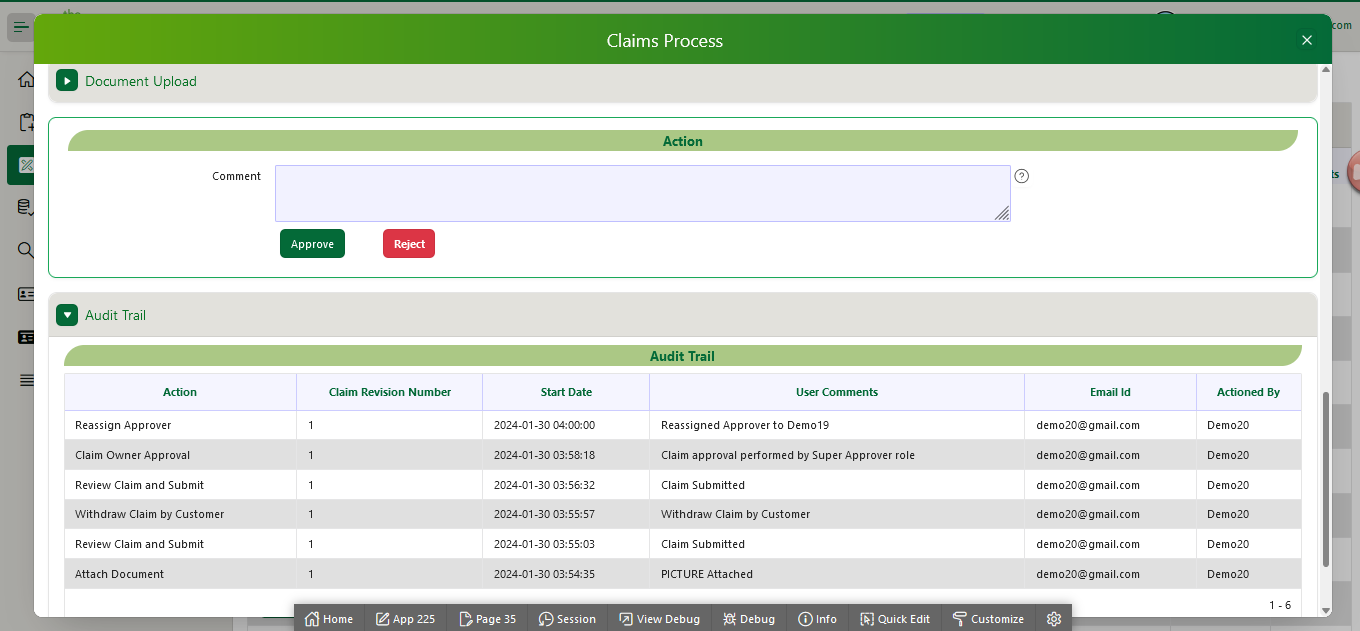 the
Claims Process
com
Document Upload
Action
Comment
Approve Reject
ts
Audit Trail
Audit Trail
Action Claim Revision Number Start Date User Comments Email Id Actioned By
Reassign Approver 1 2024-01-30 04:00:00 Reassigned Approver to Demo19 demo20@gmail.com Demo20
Claim Owner Approval 1 2024-01-30 03:58:18 Claim approval performed by Super Approver role demo20@gmail.com Demo20
Review Claim and Submit 1 2024-01-30 03:56:32 Claim Submitted demo20@gmail.com Demo20
Withdraw Claim by Customer 1 2024-01-30 03:55:57 Withdraw Claim by Customer demo20@gmail.com Demo20
Review Claim and Submit 1 2024-01-30 03:55:03 Claim Submitted demo20@gmail.com Demo20
Attach Document 1 2024-01-30 03:54:35 PICTURE Attached demo20@gmail.com Demo20
1 - 6
Home App 225 Page 35 Session View Debug Debug Info Quick Edit Customize